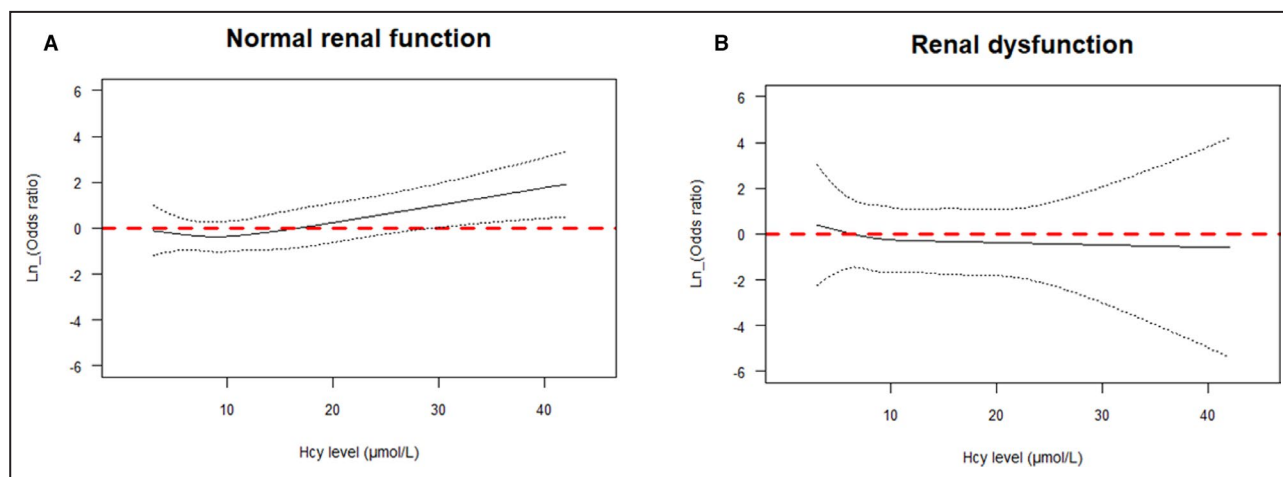 A
Normal renal function
Ln_(Odds ratio)
6
4
2
0
-2
-4
-6
10
20
30
40
Hcy level (μmol/L)
B
Renal dysfunction
Ln_(Odds ratio)
6
4
2
0
-2
-4
-6
10
20
30
40
Hcy level (μmol/L)